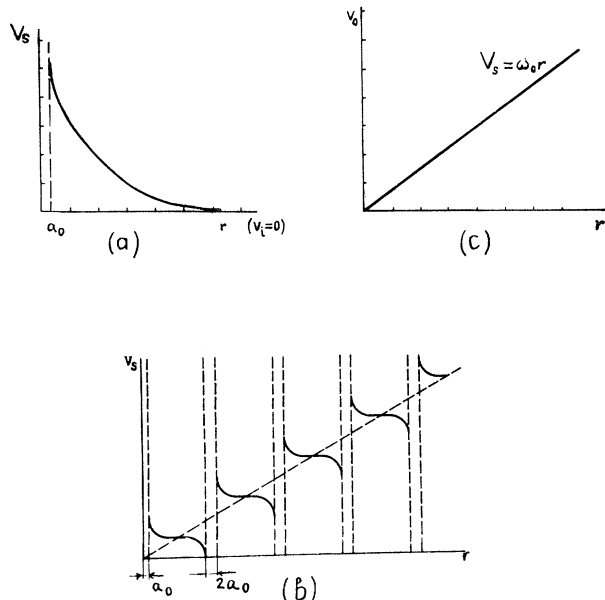 Vₛ
a₀
r (vᵢ=0)
(a)
V₀
Vₛ=ω₀r
r
(c)
Vₛ
a₀
2a₀
r
(β)